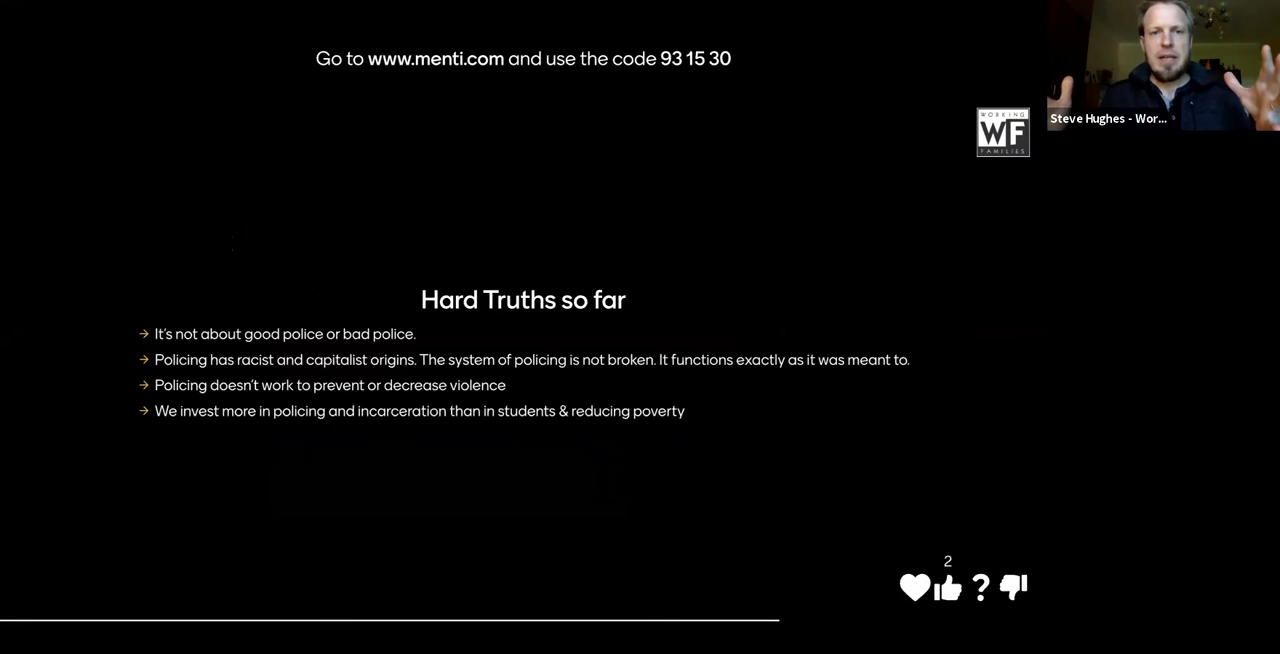 Go to www.menti.com and use the code 93 15 30
WORKING
WF
FAMILIES
Steve Hughes - Wor...
Hard Truths so far
→ It's not about good police or bad police.
→ Policing has racist and capitalist origins. The system of policing is not broken. It functions exactly as it was meant to.
→ Policing doesn't work to prevent or decrease violence
→ We invest more in policing and incarceration than in students & reducing poverty
2
?